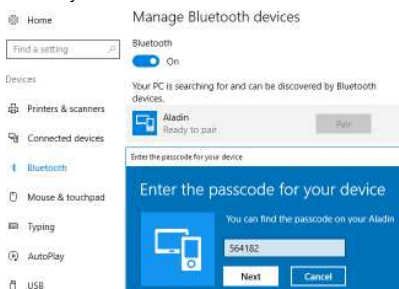 Home
Find a setting
Devices
Printers & scanners
Connected devices
Bluetooth
Mouse & touchpad
Typing
AutoPlay
USB
Manage Bluetooth devices
Bluetooth
On
Your PC is searching for and can be discovered by Bluetooth
devices.
Aladin
Ready to pair
Pair
Enter the passcode for your device
Enter the passcode for your device
You can find the passcode on your Aladin
564182
Next
Cancel